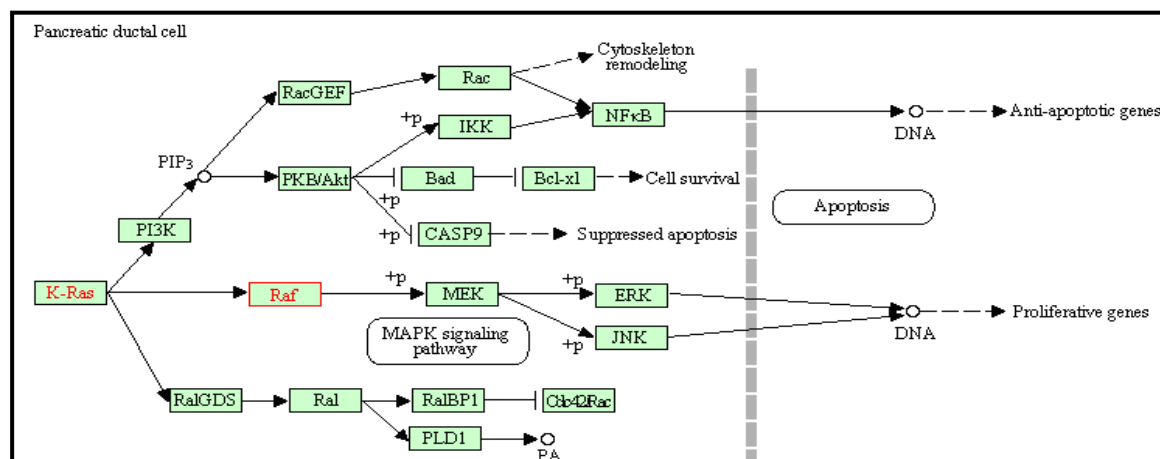 Pancreatic ductal cell
Cytoskeleton
remodeling
RacGEF
Rac
NFκB
DNA
Anti-apoptotic genes
+p
IKK
PIP3
PKB/Akt
Bad
Bcl-xl
Cell survival
+p
Apoptosis
PI3K
+p
CASP9
Suppressed apoptosis
K-Ras
Raf
+p
MEK
+p
ERK
DNA
Proliferative genes
MAPK signaling
pathway
+p
JNK
RalGDS
Ral
RalBP1
Cdc42/Rac
PLD1
PA